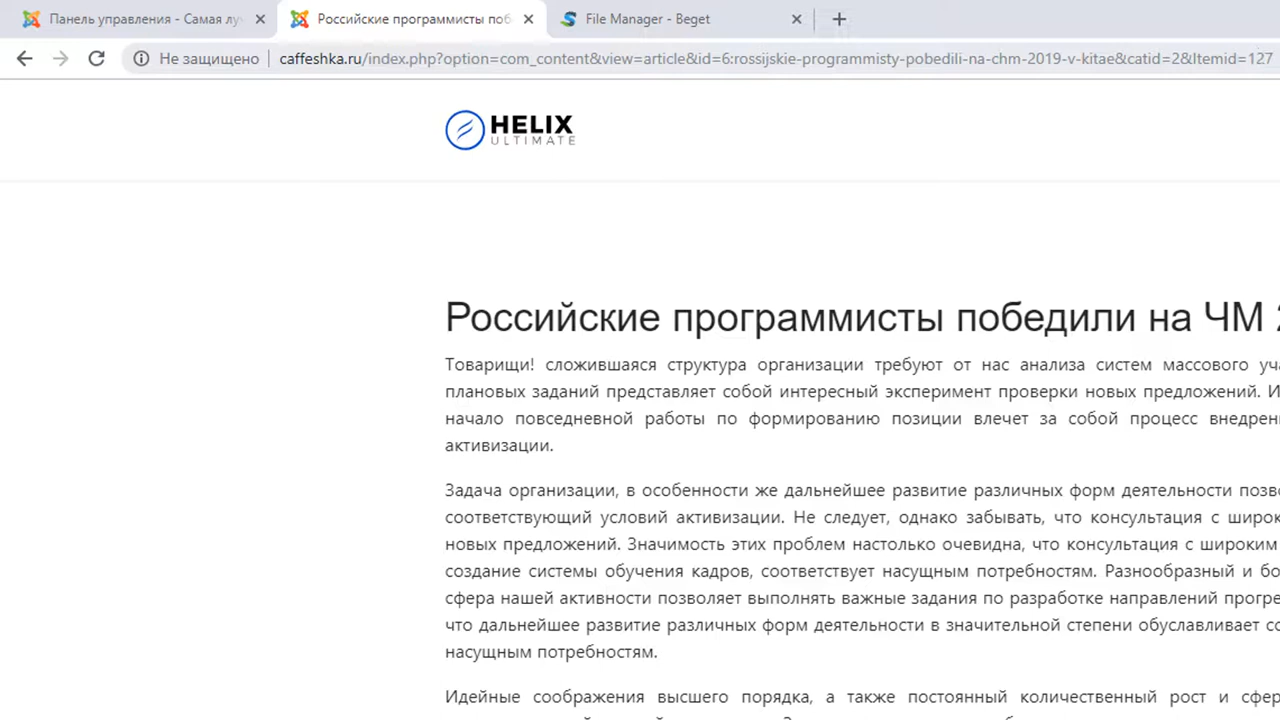 Панель управления - Самая лу
Российские программисты поб
File Manager - Beget
Не защищено
caffeshka.ru/index.php?option=com_content&view=article&id=6:rossijskie-programmisty-pobedili-na-chm-2019-v-kitae&catid=2&Itemid=127
HELIX
ULTIMATE
Российские программисты победили на ЧМ
Товарищи! сложившаяся структура организации требуют от нас анализа систем массового уча
плановых заданий представляет собой интересный эксперимент проверки новых предложений. И
начало повседневной работы по формированию позиции влечет за собой процесс внедрен
активизации.
Задача организации, в особенности же дальнейшее развитие различных форм деятельности позво
соответствующий условий активизации. Не следует, однако забывать, что консультация с широк
новых предложений. Значимость этих проблем настолько очевидна, что консультация с широким
создание системы обучения кадров, соответствует насущным потребностям. Разнообразный и бо
сфера нашей активности позволяет выполнять важные задания по разработке направлений прогре
что дальнейшее развитие различных форм деятельности в значительной степени обуславливает со
насущным потребностям.
Идейные соображения высшего порядка, а также постоянный количественный рост и сфер